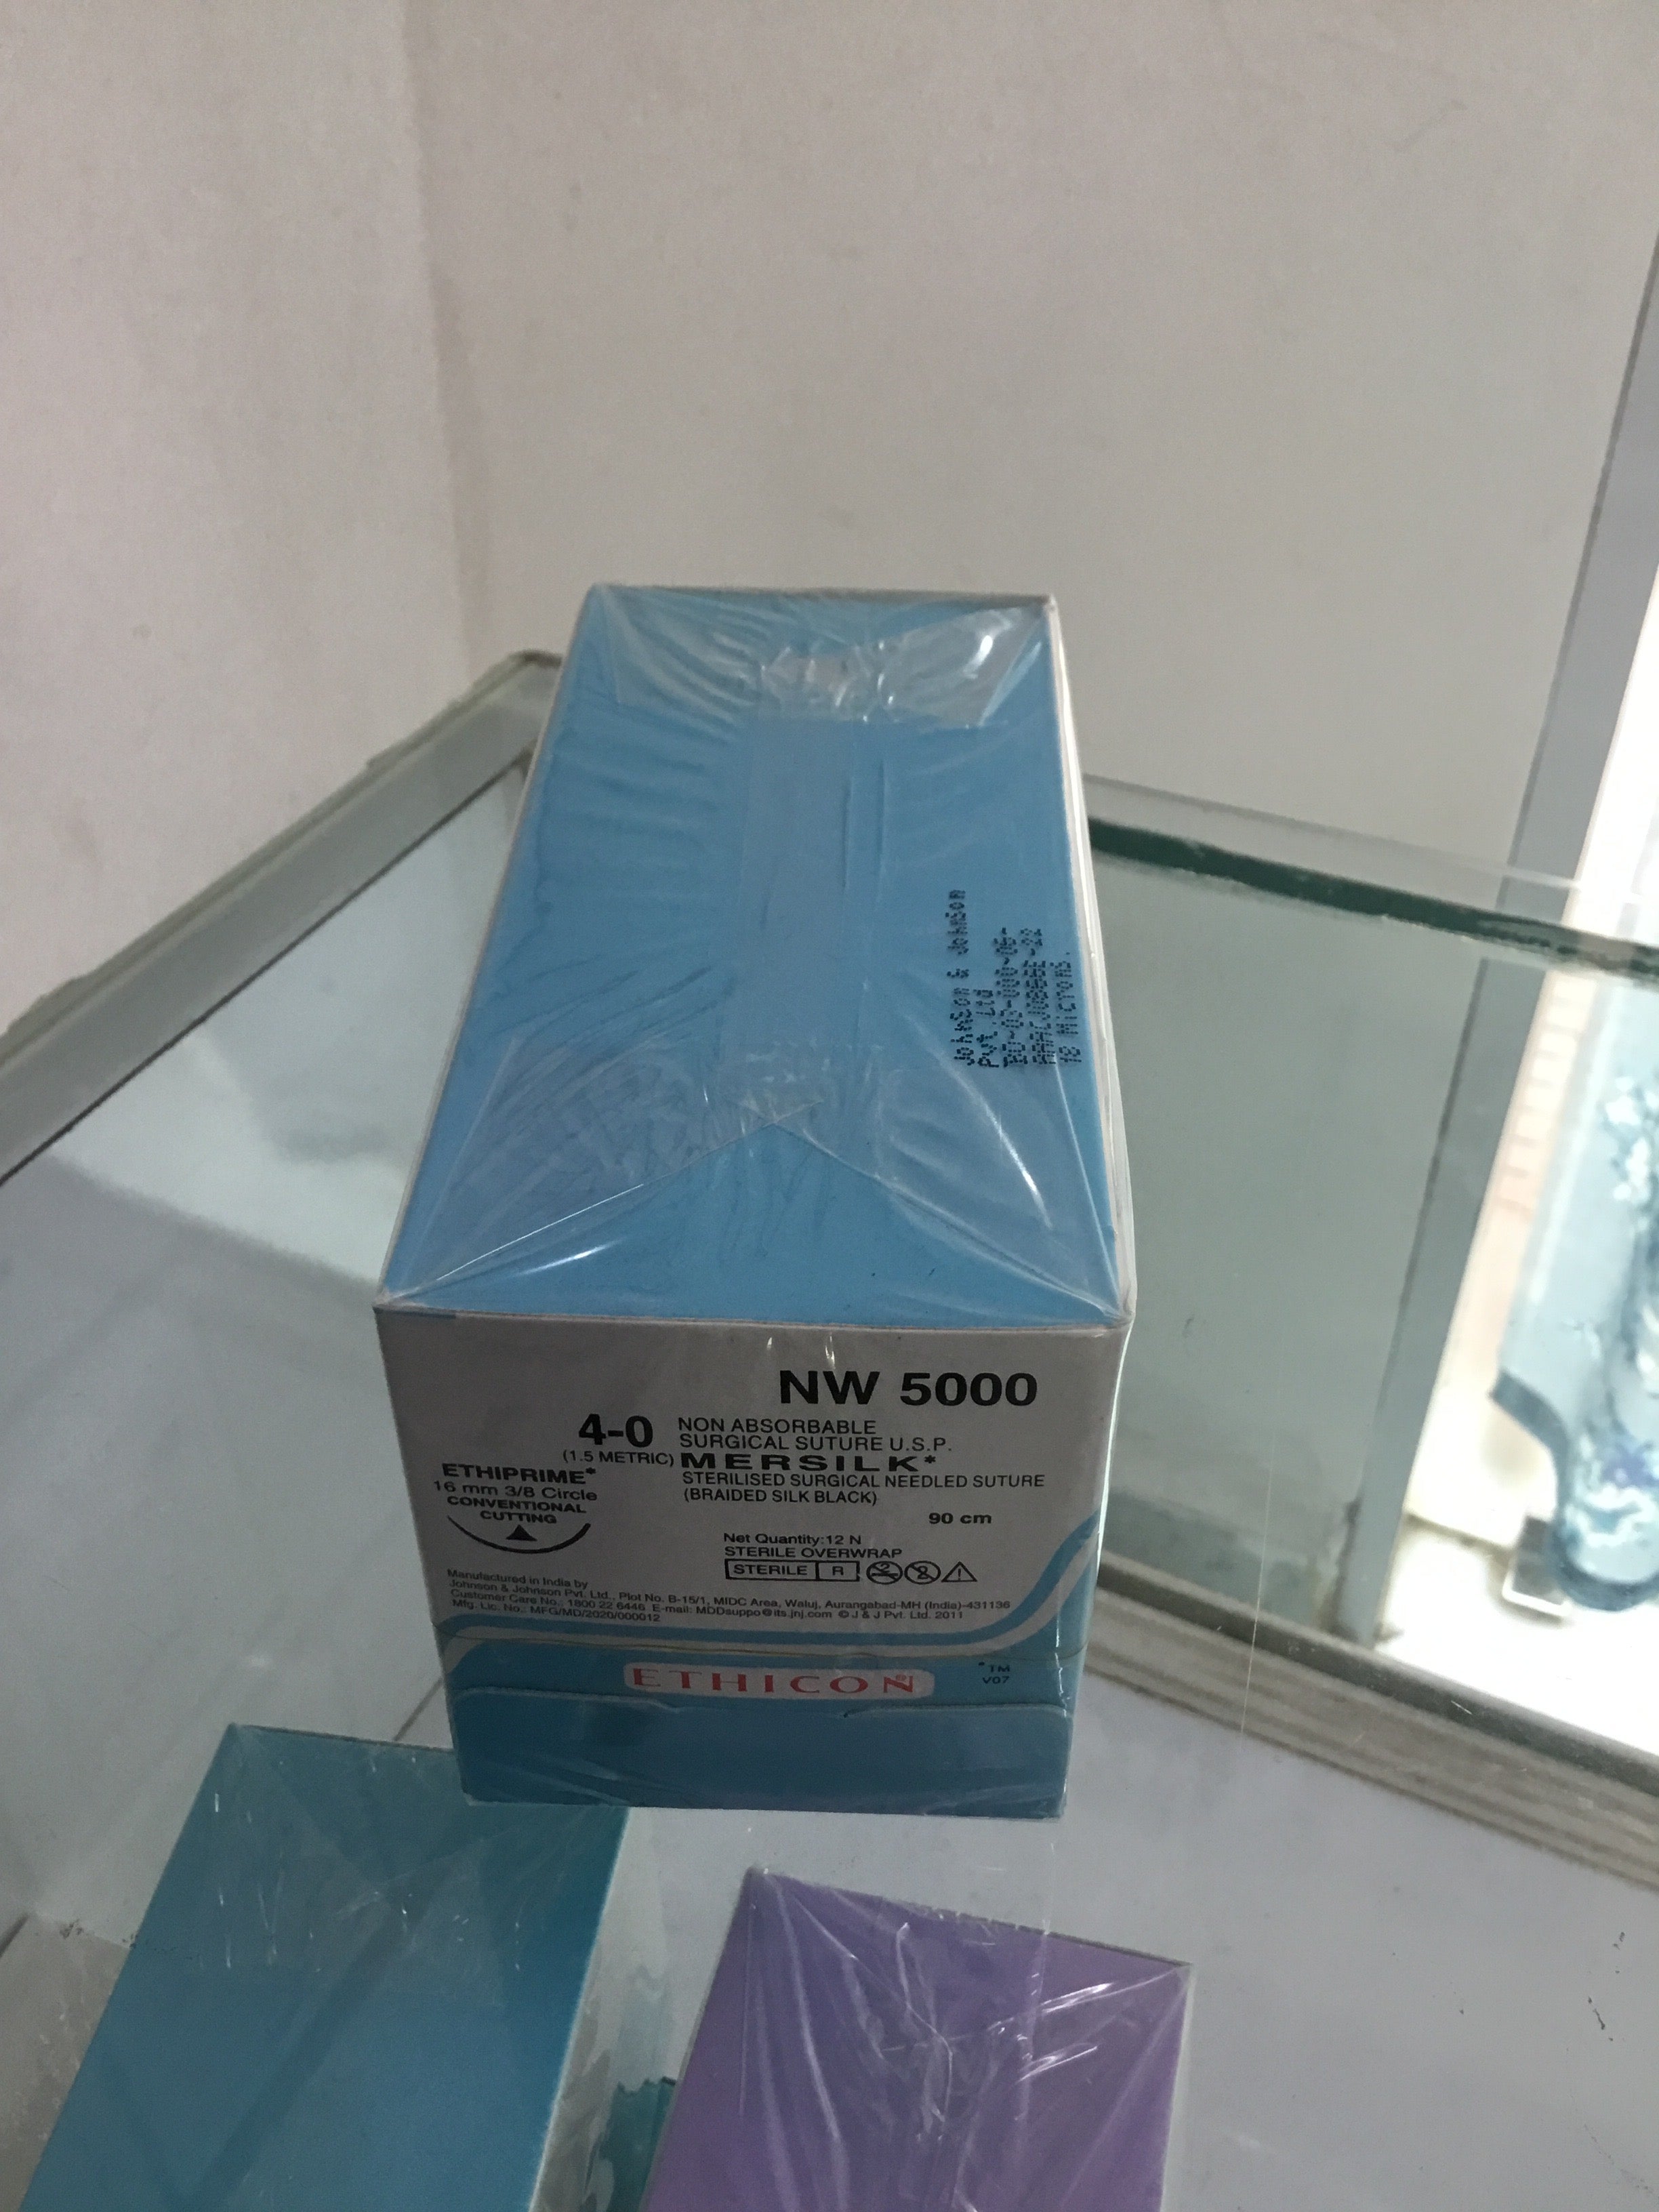 Johnson & Johnson
Pvt Ltd
18 Microns.
NW 5000
4-0
(1.5 METRIC)
NON ABSORBABLE
SURGICAL SUTURE U.S.P.
MERSILK*
STERILISED SURGICAL NEEDLED SUTURE
(BRAIDED SILK BLACK)
ETHIPRIME*
16 mm 3/8 Circle
CONVENTIONAL
CUTTING
90 cm
Net Quantity:12 N
STERILE OVERWRAP
STERILE R
2
Manufactured in India by
Johnson & Johnson Pvt. Ltd., Plot No. B-15/1, MIDC Area, Waluj, Aurangabad-MH (India)-431136
Customer Care No.: 1800 22 6446 E-mail: MDDsuppo@its.jnj.com © J & J Pvt. Ltd. 2011
Mfg. Lic. No.: MFG/MD/2020/000012
ETHICON®
*TM
V07